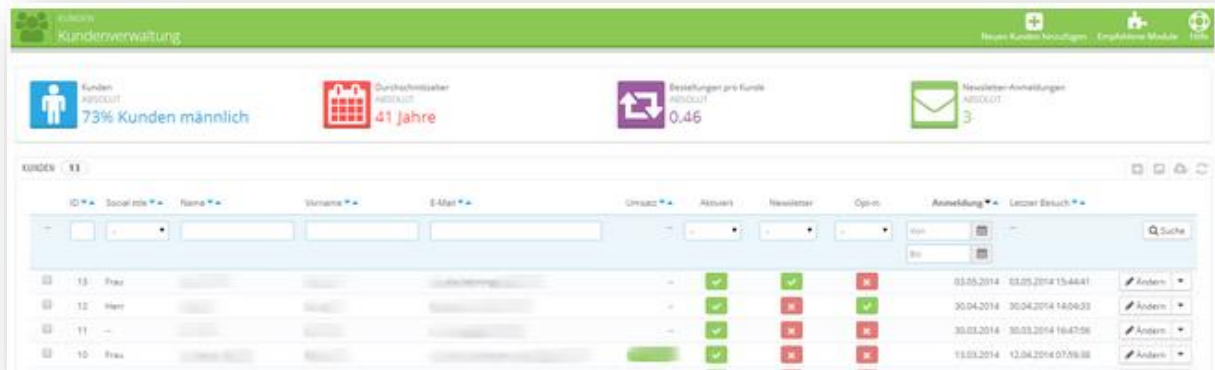 KUNDEN
Kundenverwaltung
Neuen Kunden hinzufügen Empfohlene Module Hilfe
Kunden
ABSOLUT
73% Kunden männlich
Durchschnittsalter
ABSOLUT
41 Jahre
Bestellungen pro Kunde
ABSOLUT
0.46
Newsletter-Anmeldungen
ABSOLUT
3
KUNDEN 13
ID Social title Name Vorname E-Mail Umsatz Aktiviert Newsletter Opt-in Anmeldung Letzter Besuch
-- - - - - Von -- Suche
Bis
13 Frau -- 03.05.2014 03.05.2014 15:44:41 Ändern
12 Herr -- 30.04.2014 30.04.2014 14:04:33 Ändern
11 -- -- 30.03.2014 30.03.2014 16:47:56 Ändern
10 Frau 13.03.2014 12.04.2014 07:59:38 Ändern